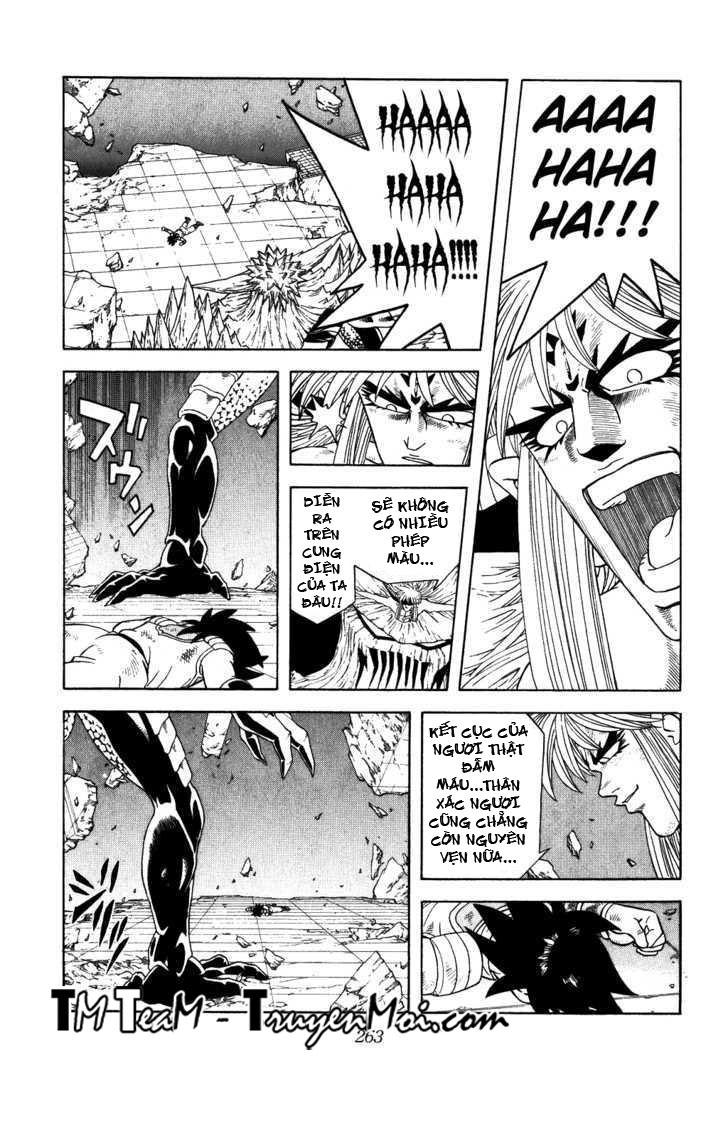 AAAA
HAHA
HA!!!
HAAAA
HAHA
HAHA!!!!
SẼ KHÔNG
CÓ NHIỀU
PHÉP
MÀU...
DIỄN
RA
TRÊN
CUNG
ĐIỆN
CỦA TA
ĐÂU!!
ズウン
KẾT CỤC CỦA
NGƯƠI THẬT
ĐẪM
MÁU...THÂN
XÁC NGƯƠI
CŨNG CHẲNG
CÒN NGUYÊN
VẸN NỮA...
TM TEAM - TRUYENMOI.COM
263